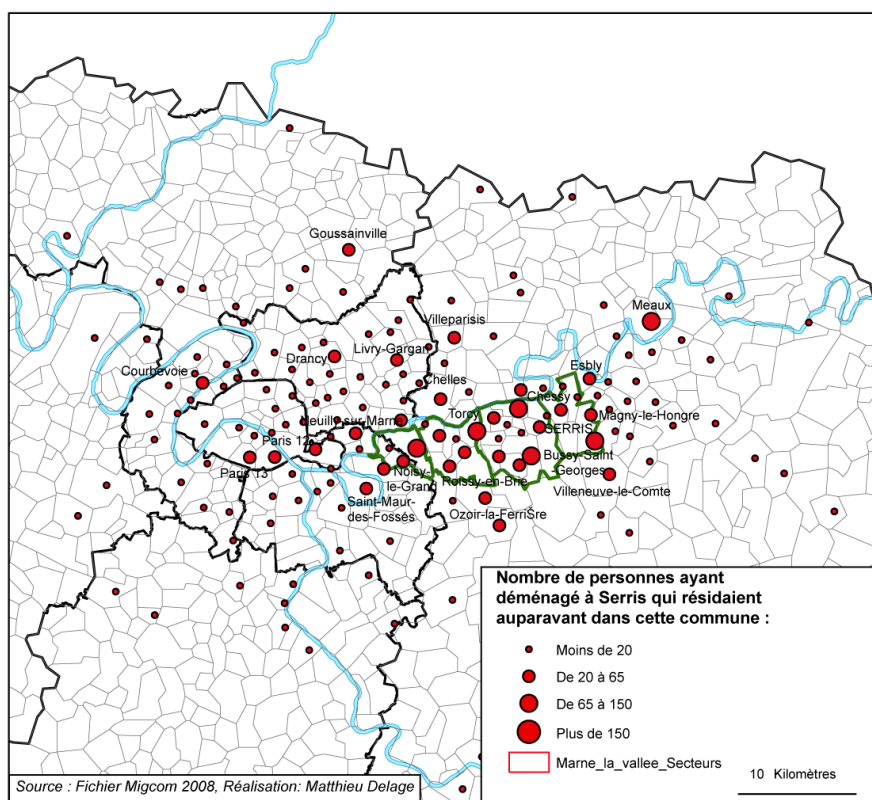 Goussainville
Meaux
Villeparisis
Livry-Gargan
Drancy
Courbevoie
Esbly
Chelles
Chessy
Torcy
Magny-le-Hongre
Neuilly-sur-Marne
SERRIS
Paris 12
Bussy-Saint
-Georges
Paris 13
Noisy-
le-Grand
Roissy-en-Brie
Villeneuve-le-Comte
Saint-Maur-
des-Fossés
Ozoir-la-FerriSre
Nombre de personnes ayant
déménagé à Serris qui résidaient
auparavant dans cette commune :
Moins de 20
De 20 à 65
De 65 à 150
Plus de 150
Marne_la_vallee_Secteurs
10 Kilomètres
Source : Fichier Migcom 2008, Réalisation: Matthieu Delage